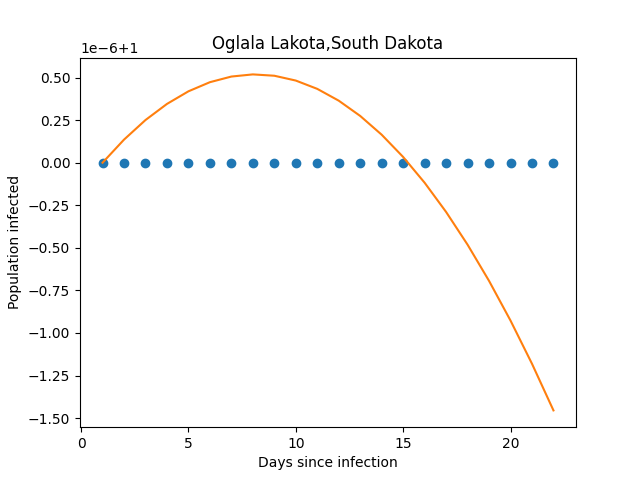 Oglala Lakota,South Dakota
1e−6+1
0.50
0.25
0.00
−0.25
−0.50
−0.75
−1.00
−1.25
−1.50
Population infected
0 5 10 15 20
Days since infection